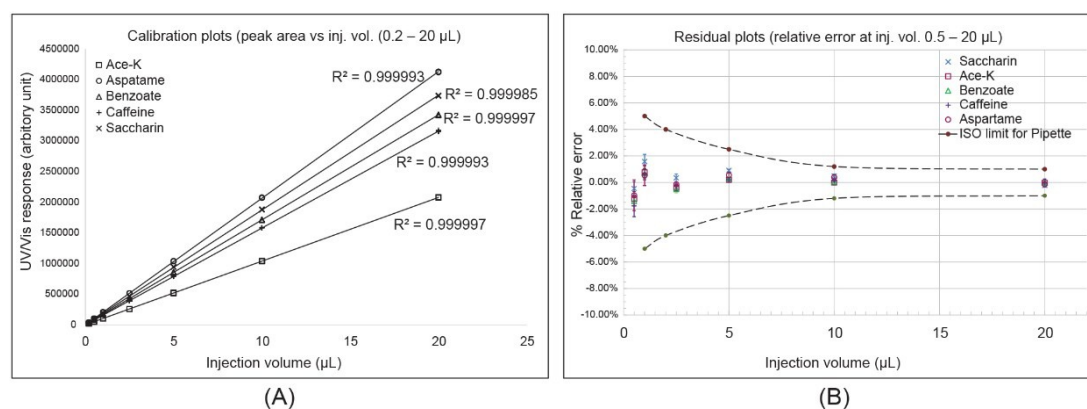 Calibration plots (peak area vs inj. vol. (0.2 – 20 µL)
4500000
4000000
3500000
3000000
2500000
2000000
1500000
1000000
500000
0
UV/Vis response (arbitory unit)
Ace-K
Aspatame
Benzoate
Caffeine
Saccharin
R² = 0.999993
R² = 0.999985
R² = 0.999997
R² = 0.999993
R² = 0.999997
0 5 10 15 20 25
Injection volume (µL)
(A)
Residual plots (relative error at inj. vol. 0.5 – 20 µL)
10.00%
8.00%
6.00%
4.00%
2.00%
0.00%
-2.00%
-4.00%
-6.00%
-8.00%
-10.00%
% Relative error
Saccharin
Ace-K
Benzoate
Caffeine
Aspartame
ISO limit for Pipette
0 5 10 15 20
Injection volume (µL)
(B)